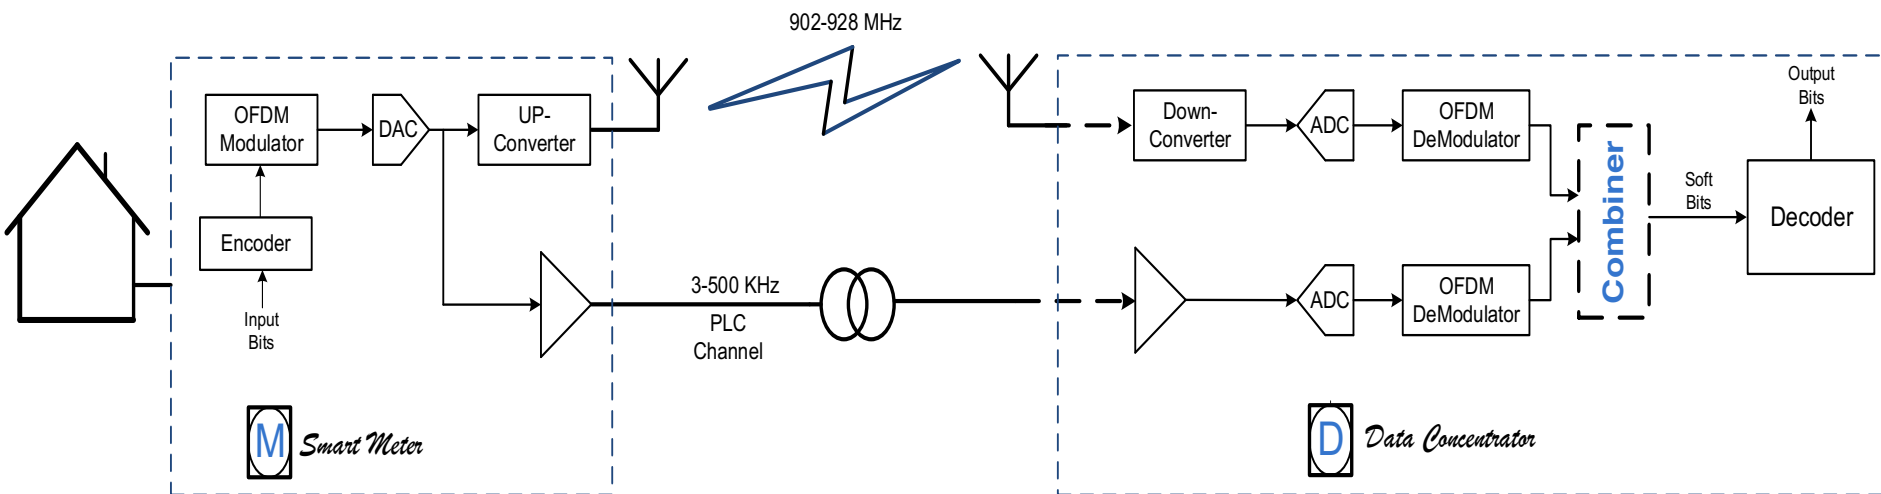 902-928 MHz
OFDM
Modulator
DAC
UP-
Converter
Encoder
Input
Bits
3-500 KHz
PLC
Channel
M
Smart Meter
Down-
Converter
ADC
OFDM
DeModulator
ADC
OFDM
DeModulator
Combiner
Soft
Bits
Output
Bits
Decoder
D
Data Concentrator